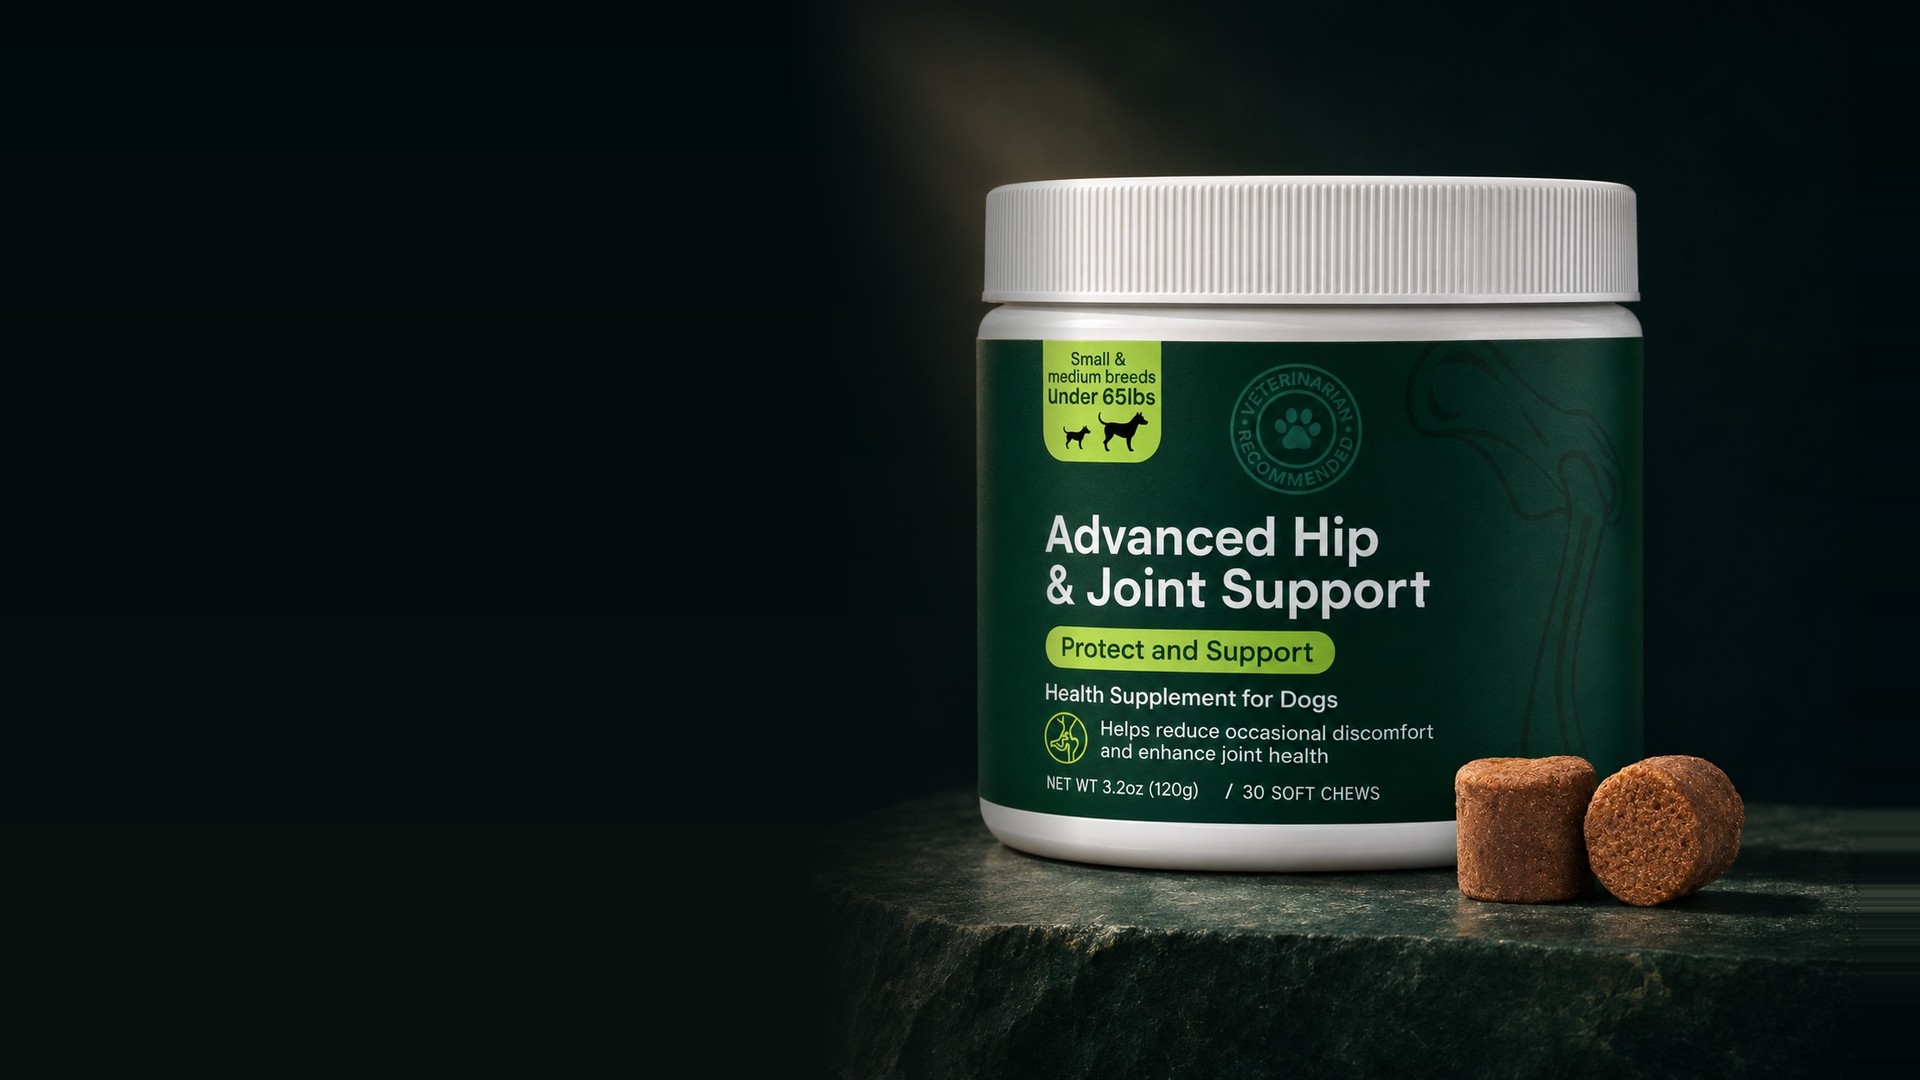 Small &
medium breeds
Under 65lbs
VETERINARIAN
RECOMMENDED
Advanced Hip
& Joint Support
Protect and Support
Health Supplement for Dogs
Helps reduce occasional discomfort
and enhance joint health
NET WT 3.2oz (120g) / 30 SOFT CHEWS